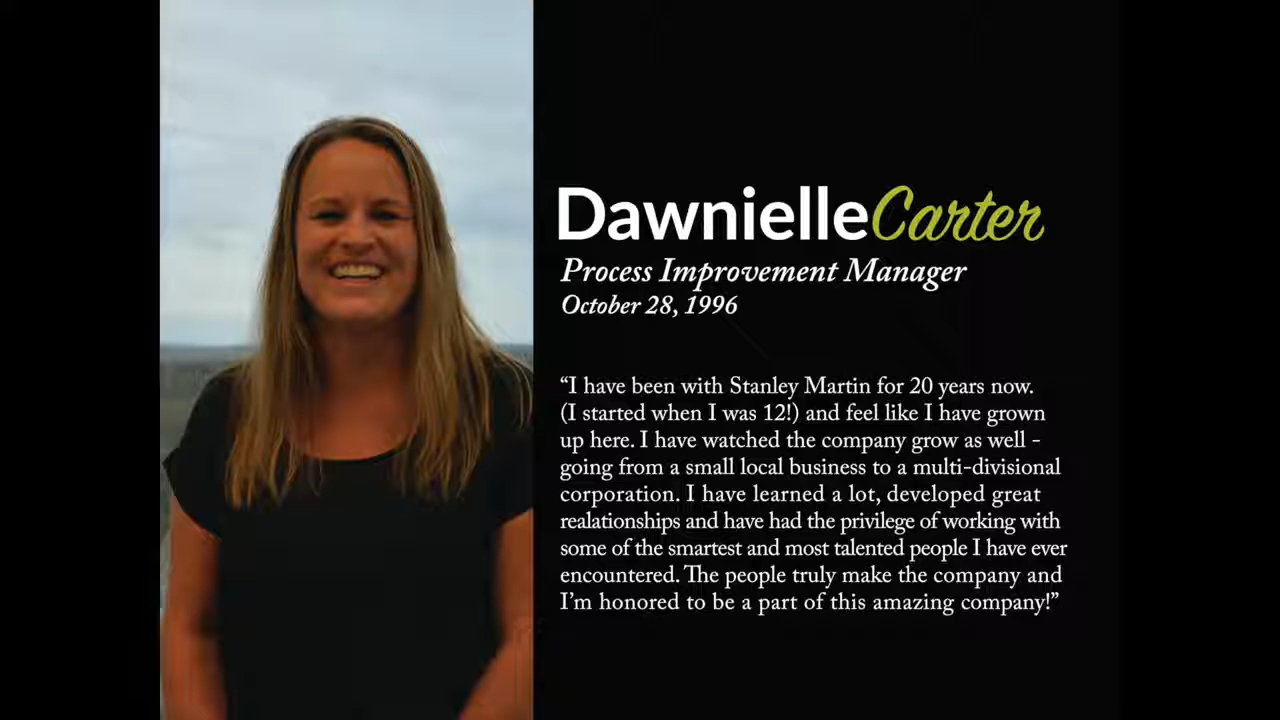 Dawnielle Carter
Process Improvement Manager
October 28, 1996
“I have been with Stanley Martin for 20 years now.
(I started when I was 12!) and feel like I have grown
up here. I have watched the company grow as well -
going from a small local business to a multi-divisional
corporation. I have learned a lot, developed great
realationships and have had the privilege of working with
some of the smartest and most talented people I have ever
encountered. The people truly make the company and
I’m honored to be a part of this amazing company!”